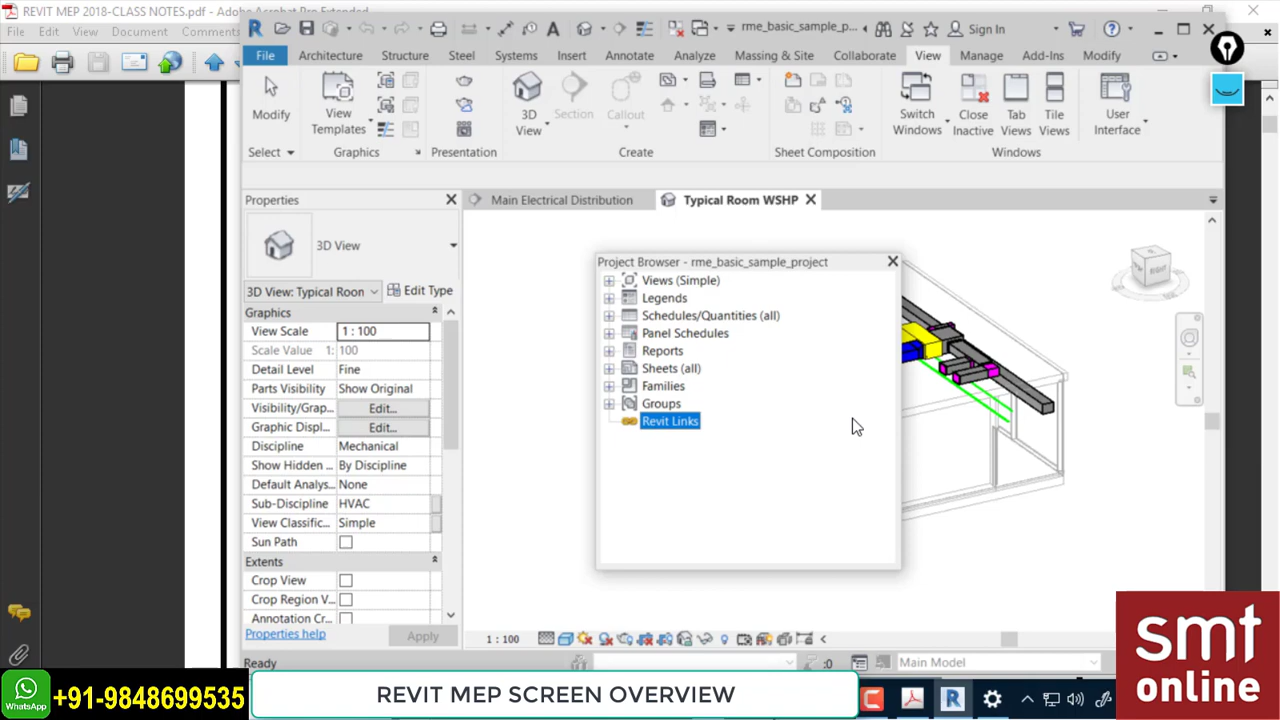 REVIT MEP 2018-CLASS NOTES.pdf - Adobe Acrobat Pro Extended
File Edit View Document
rme_basic_sample_p...
Sign In
File Architecture Structure Steel Systems Insert Annotate Analyze Massing & Site Collaborate View Manage Add-Ins Modify
Modify
View
Templates
3D
View
Section
Callout
Switch
Windows
Close
Inactive
Tab
Views
Tile
Views
User
Interface
Select
Graphics
Presentation
Create
Sheet Composition
Windows
Properties
Main Electrical Distribution
Typical Room WSHP
3D View
3D View: Typical Roon
Edit Type
Graphics
View Scale 1 : 100
Scale Value 1: 100
Detail Level Fine
Parts Visibility Show Original
Visibility/Grap... Edit...
Graphic Displ... Edit...
Discipline Mechanical
Show Hidden ... By Discipline
Default Analys... None
Sub-Discipline HVAC
View Classific... Simple
Sun Path
Extents
Crop View
Crop Region V...
Annotation Cr...
Properties help
Apply
Project Browser - rme_basic_sample_project
Views (Simple)
Legends
Schedules/Quantities (all)
Panel Schedules
Reports
Sheets (all)
Families
Groups
Revit Links
RIGHT
1 : 100
Ready
:0
Main Model
WhatsApp
+91-9848699535
REVIT MEP SCREEN OVERVIEW
smt
online